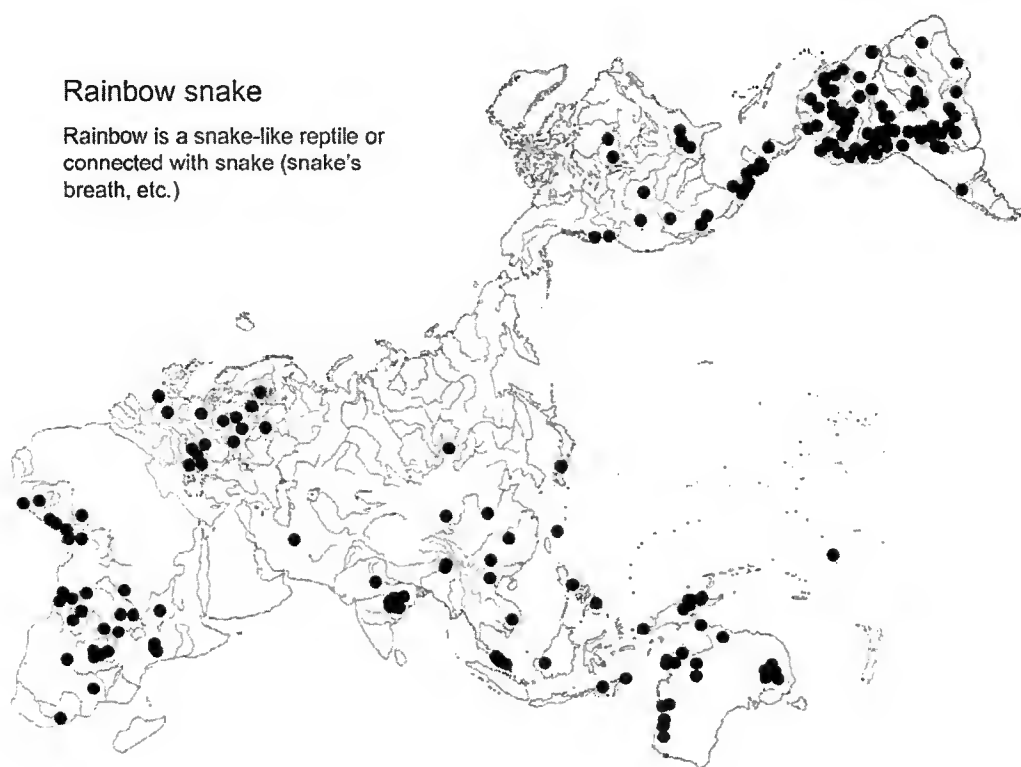 Rainbow snake
Rainbow is a snake-like reptile or
connected with snake (snake's
breath, etc.)